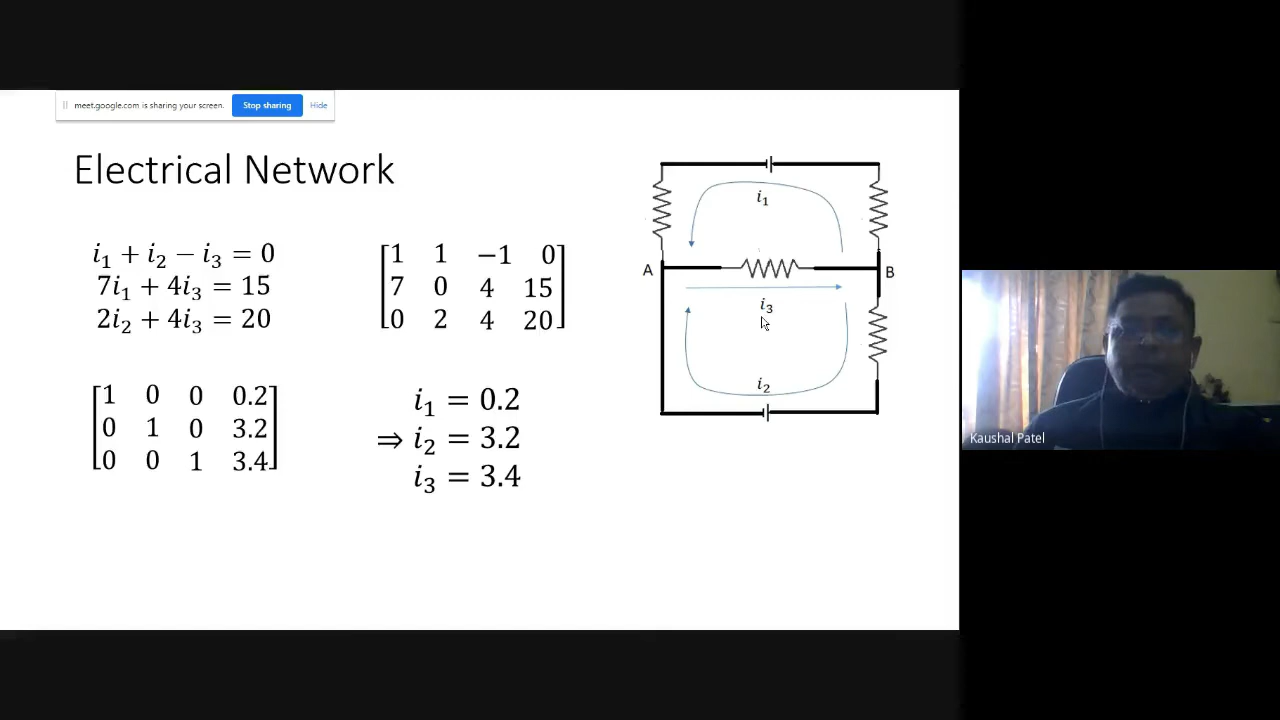 meet.google.com is sharing your screen. Stop sharing Hide
Electrical Network
i₁ + i₂ − i₃ = 0
7i₁ + 4i₃ = 15
2i₂ + 4i₃ = 20
1 1 −1 0
7 0 4 15
0 2 4 20
1 0 0 0.2
0 1 0 3.2
0 0 1 3.4
i₁ = 0.2
⇒ i₂ = 3.2
i₃ = 3.4
i₁
A B
i₃
i₂
Kaushal Patel